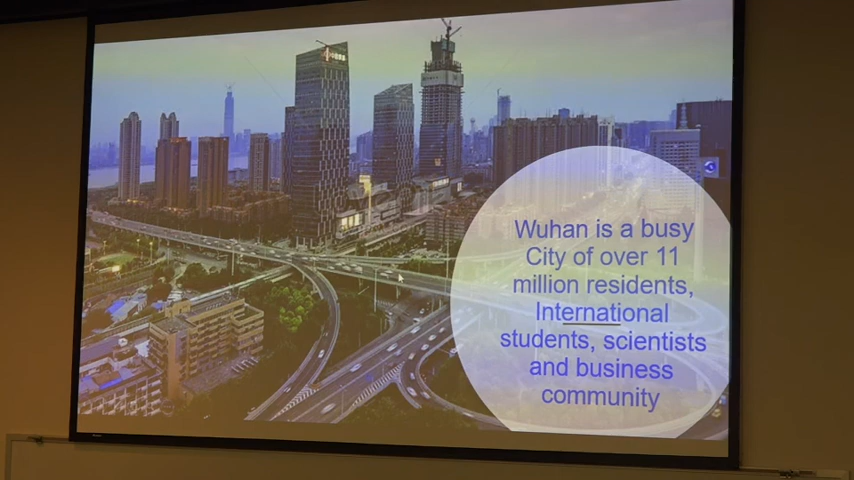 Wuhan is a busy
City of over 11
million residents,
International
students, scientists
and business
community